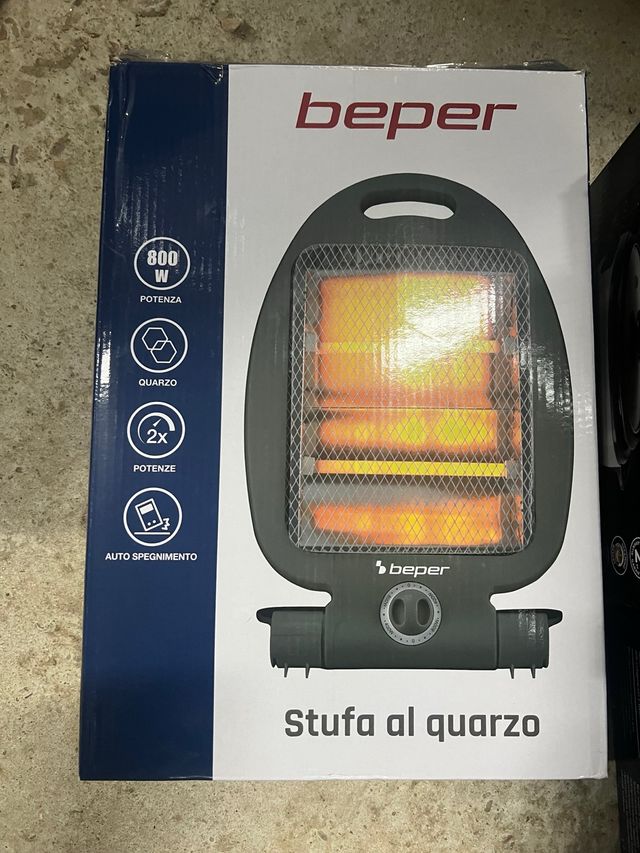 beper
800
W
POTENZA
QUARZO
2x
POTENZE
AUTO SPEGNIMENTO
beper
Stufa al quarzo